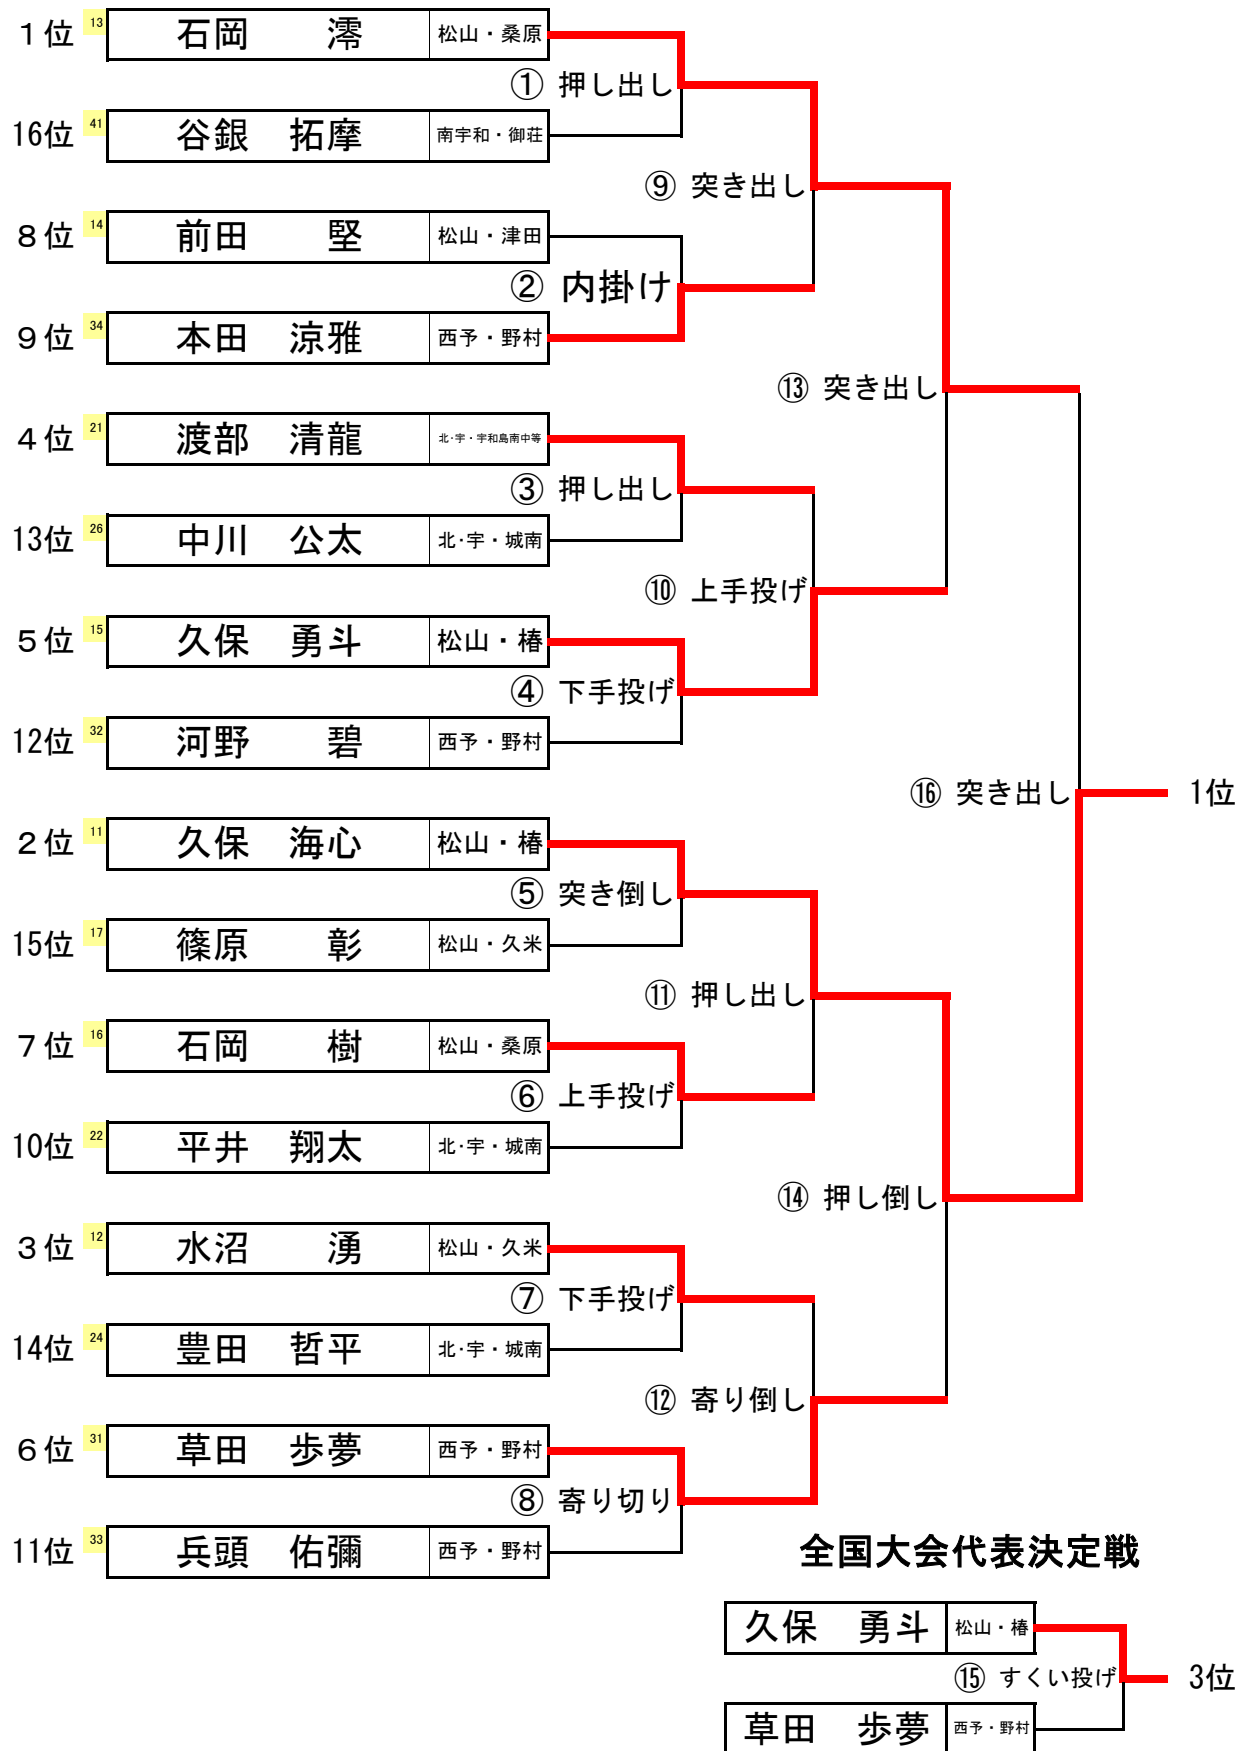 1位 13 石岡 澪 松山・桑原
① 押し出し
16位 41 谷銀 拓摩 南宇和・御荘
⑨ 突き出し
8位 14 前田 堅 松山・津田
② 内掛け
9位 34 本田 涼雅 西予・野村
⑬ 突き出し
4位 21 渡部 清龍 北・宇・宇和島南中等
③ 押し出し
13位 26 中川 公太 北・宇・城南
⑩ 上手投げ
5位 15 久保 勇斗 松山・椿
④ 下手投げ
12位 32 河野 碧 西予・野村
⑯ 突き出し 1位
2位 11 久保 海心 松山・椿
⑤ 突き倒し
15位 17 篠原 彰 松山・久米
⑪ 押し出し
7位 16 石岡 樹 松山・桑原
⑥ 上手投げ
10位 22 平井 翔太 北・宇・城南
⑭ 押し倒し
3位 12 水沼 湧 松山・久米
⑦ 下手投げ
14位 24 豊田 哲平 北・宇・城南
⑫ 寄り倒し
6位 31 草田 歩夢 西予・野村
⑧ 寄り切り
11位 33 兵頭 佑彌 西予・野村
全国大会代表決定戦
久保 勇斗 松山・椿
⑮ すくい投げ 3位
草田 歩夢 西予・野村